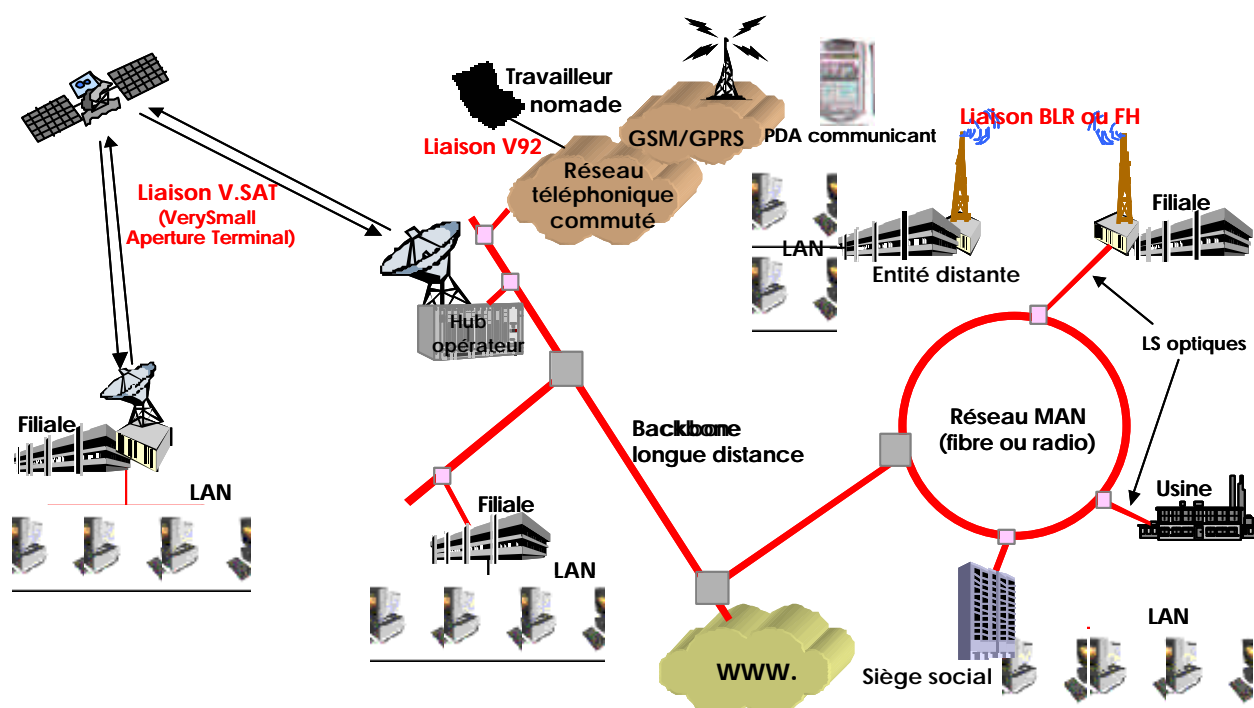 Travailleur
nomade
Liaison V92
GSM/GPRS
PDA communicant
Liaison BLR ou FH
Réseau
téléphonique
commuté
Liaison V.SAT
(VerySmall
Aperture Terminal)
LAN
Filiale
Entité distante
Hub
opérateur
LS optiques
Filiale
LAN
Backbone
longue distance
Réseau MAN
(fibre ou radio)
Usine
Filiale
LAN
WWW.
Siège social
LAN